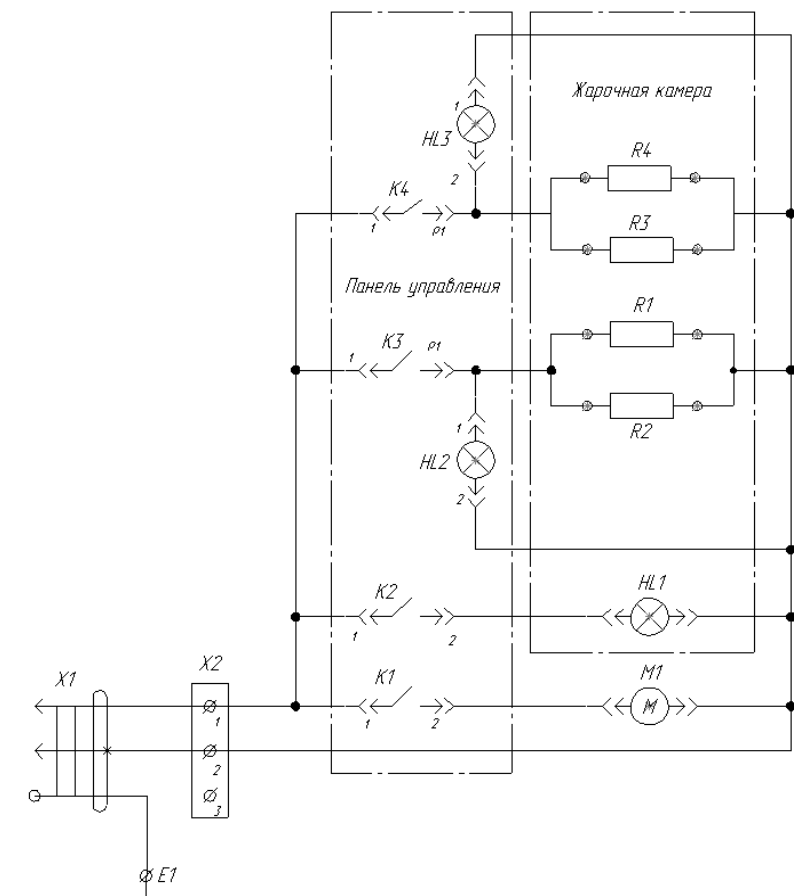 Жарочная камера
1
HL3
R4
2
K4
1
P1
R3
Панель управления
R1
K3
1
P1
1
HL2
R2
2
K2
HL1
1
2
X1
X2
K1
M1
1
1
2
M
2
3
E1